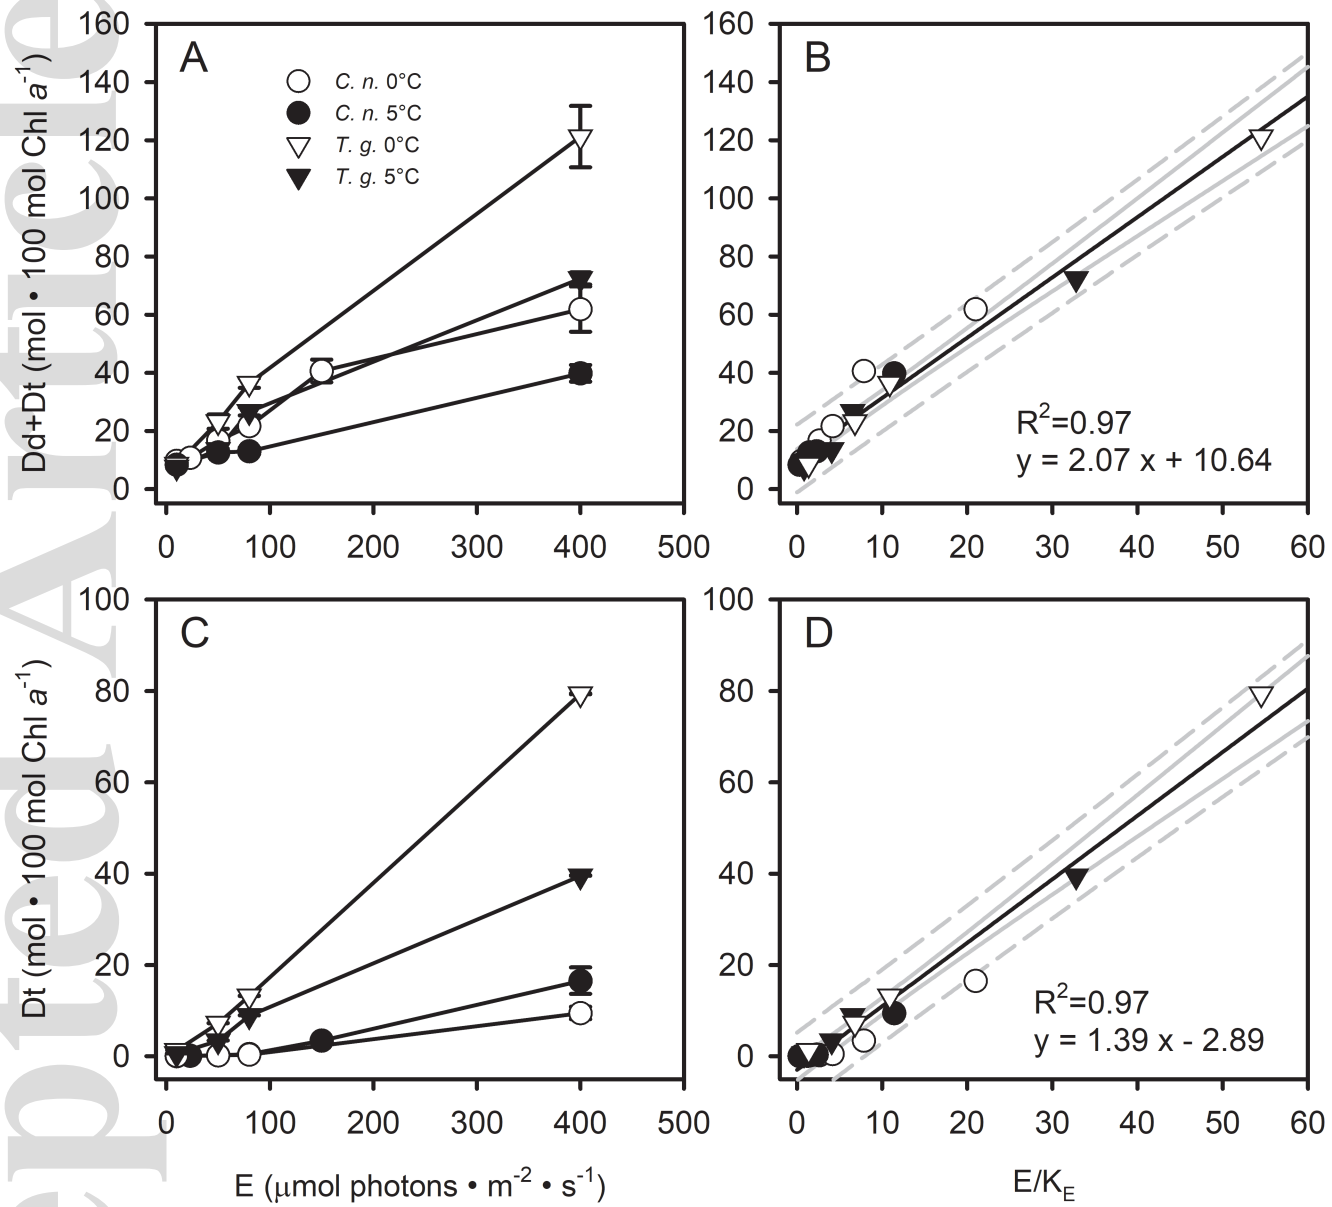 Accepted Article
A
C. n. 0°C
C. n. 5°C
T. g. 0°C
T. g. 5°C
Dd+Dt (mol • 100 mol Chl a⁻¹)
160
140
120
100
80
60
40
20
0
0 100 200 300 400 500
B
160
140
120
100
80
60
40
20
0
R²=0.97
y = 2.07 x + 10.64
0 10 20 30 40 50 60
C
Dt (mol • 100 mol Chl a⁻¹)
100
80
60
40
20
0
0 100 200 300 400 500
E (μmol photons • m⁻² • s⁻¹)
D
100
80
60
40
20
0
R²=0.97
y = 1.39 x - 2.89
0 10 20 30 40 50 60
E/K_E